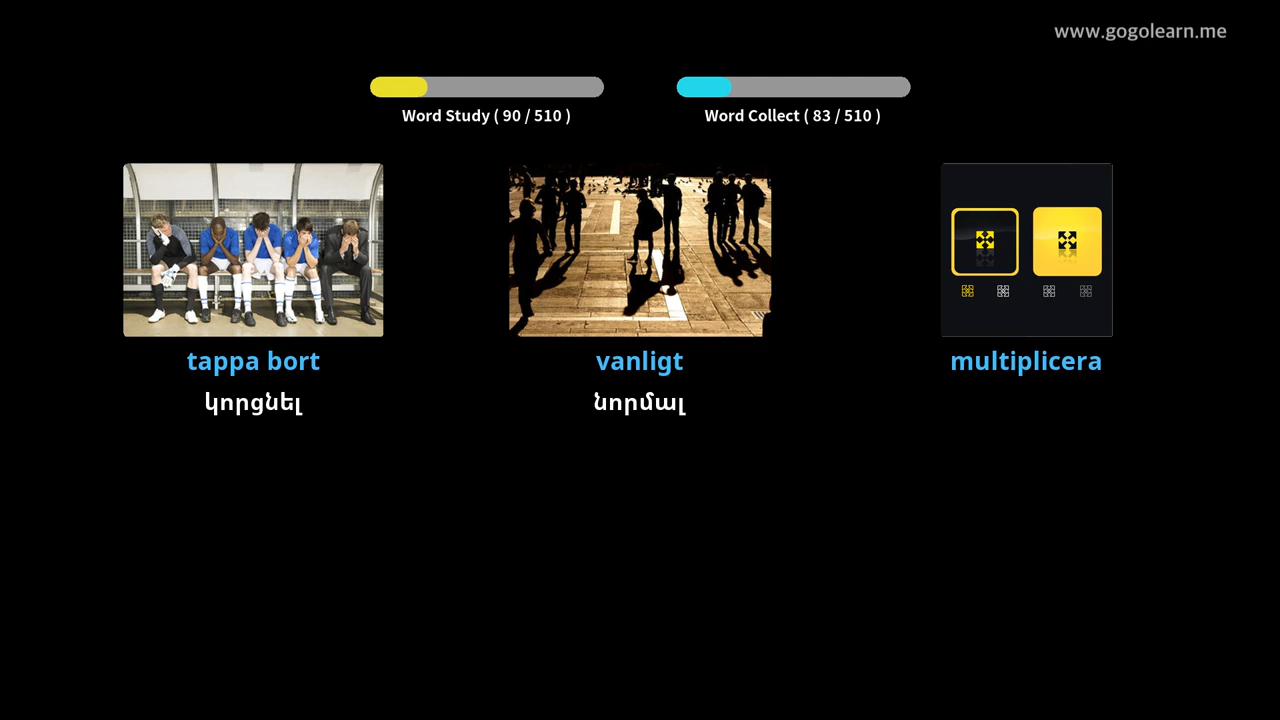 www.gogolearn.me
Word Study ( 90 / 510 )
Word Collect ( 83 / 510 )
tappa bort
vanligt
multiplicera
կորցնել
նորմալ